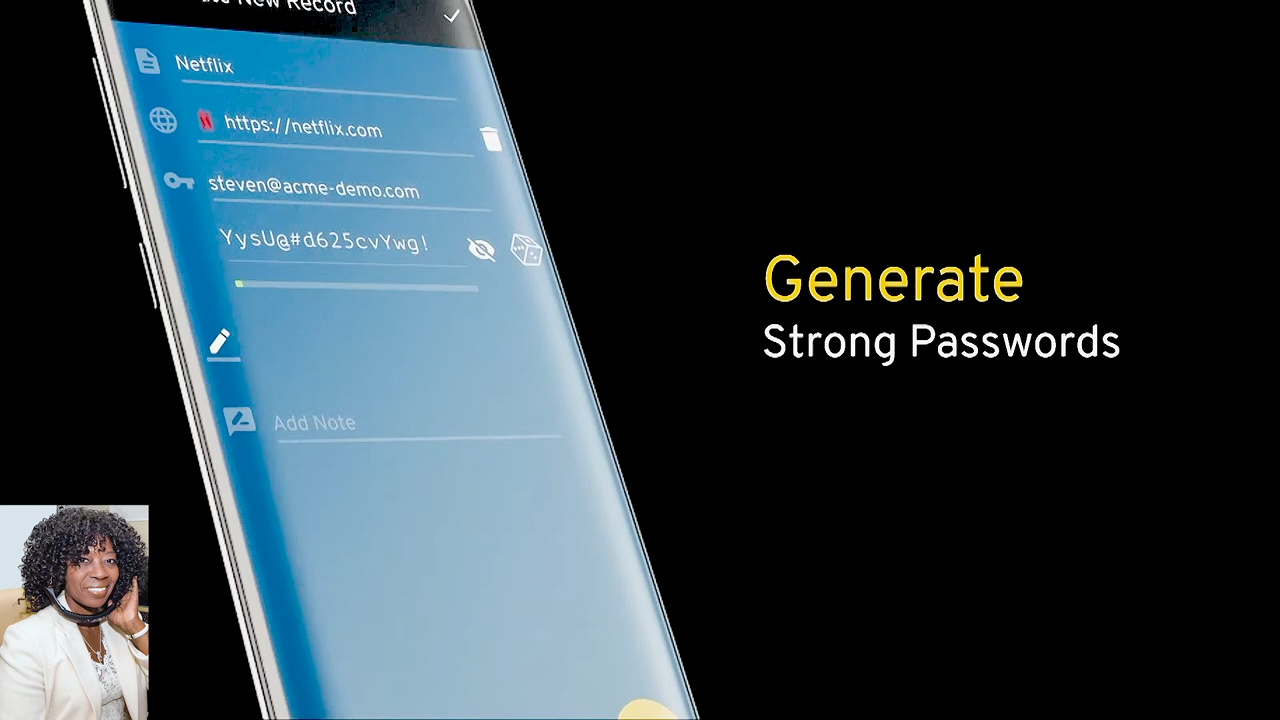 New Record
Netflix
https://netflix.com
steven@acme-demo.com
YysU@#d625cvYwg!
Add Note
Generate
Strong Passwords